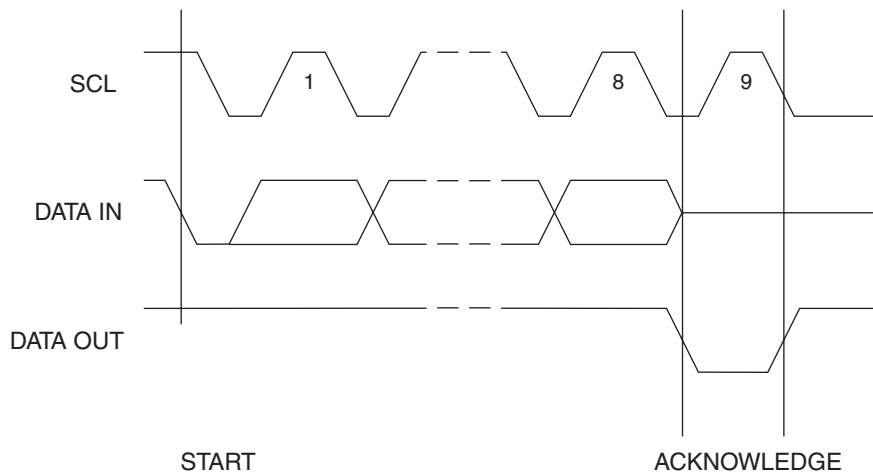 SCL
1
8
9
DATA IN
DATA OUT
START
ACKNOWLEDGE